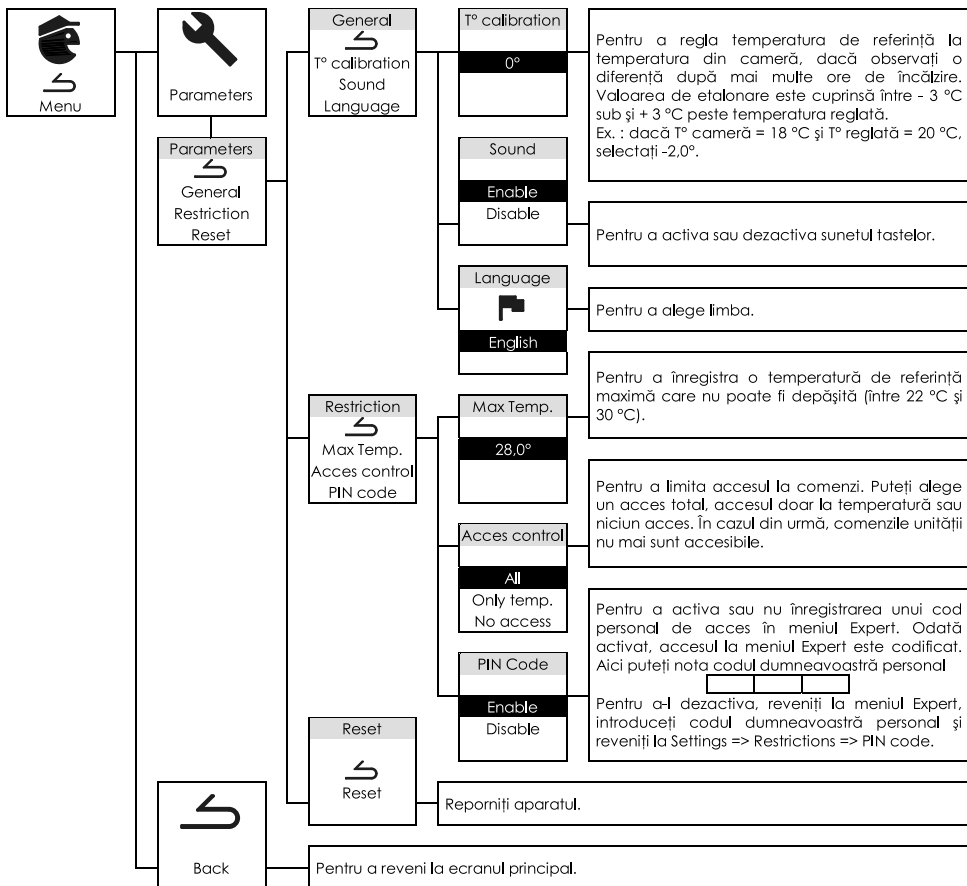 Menu
Parameters
Parameters
General
Restriction
Reset
General
T° calibration
Sound
Language
T° calibration
0°
Pentru a regla temperatura de referință la
temperatura din cameră, dacă observați o
diferență după mai multe ore de încălzire.
Valoarea de etalonare este cuprinsă între - 3 °C
sub și + 3 °C peste temperatura reglată.
Ex. : dacă T° cameră = 18 °C și T° reglată = 20 °C,
selectați -2,0°.
Sound
Enable
Disable
Pentru a activa sau dezactiva sunetul tastelor.
Language
English
Pentru a alege limba.
Restriction
Max Temp.
Acces control
PIN code
Max Temp.
28,0°
Pentru a înregistra o temperatură de referință
maximă care nu poate fi depășită (între 22 °C și
30 °C).
Acces control
All
Only temp.
No access
Pentru a limita accesul la comenzi. Puteți alege
un acces total, accesul doar la temperatură sau
niciun acces. În cazul din urmă, comenzile unității
nu mai sunt accesibile.
PIN Code
Enable
Disable
Pentru a activa sau nu înregistrarea unui cod
personal de acces în meniul Expert. Odată
activat, accesul la meniul Expert este codificat.
Aici puteți nota codul dumneavoastră personal
Pentru a-l dezactiva, reveniți la meniul Expert,
introduceți codul dumneavoastră personal și
reveniți la Settings => Restrictions => PIN code.
Reset
Reset
Reporniți aparatul.
Back
Pentru a reveni la ecranul principal.